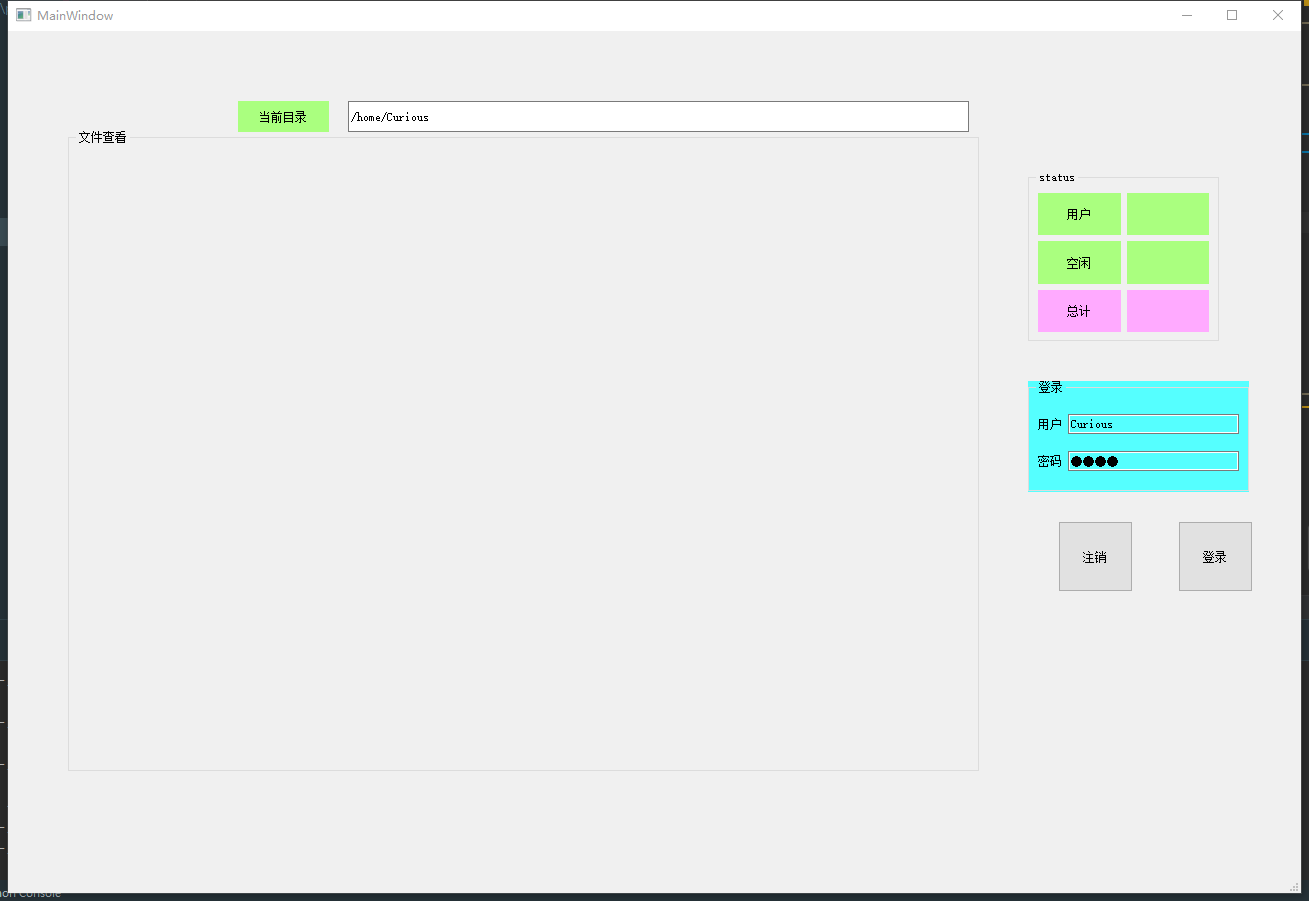 MainWindow
当前目录
/home/Curious
文件查看
status
用户
空闲
总计
登录
用户 Curious
密码 ●●●●
注销
登录
Console